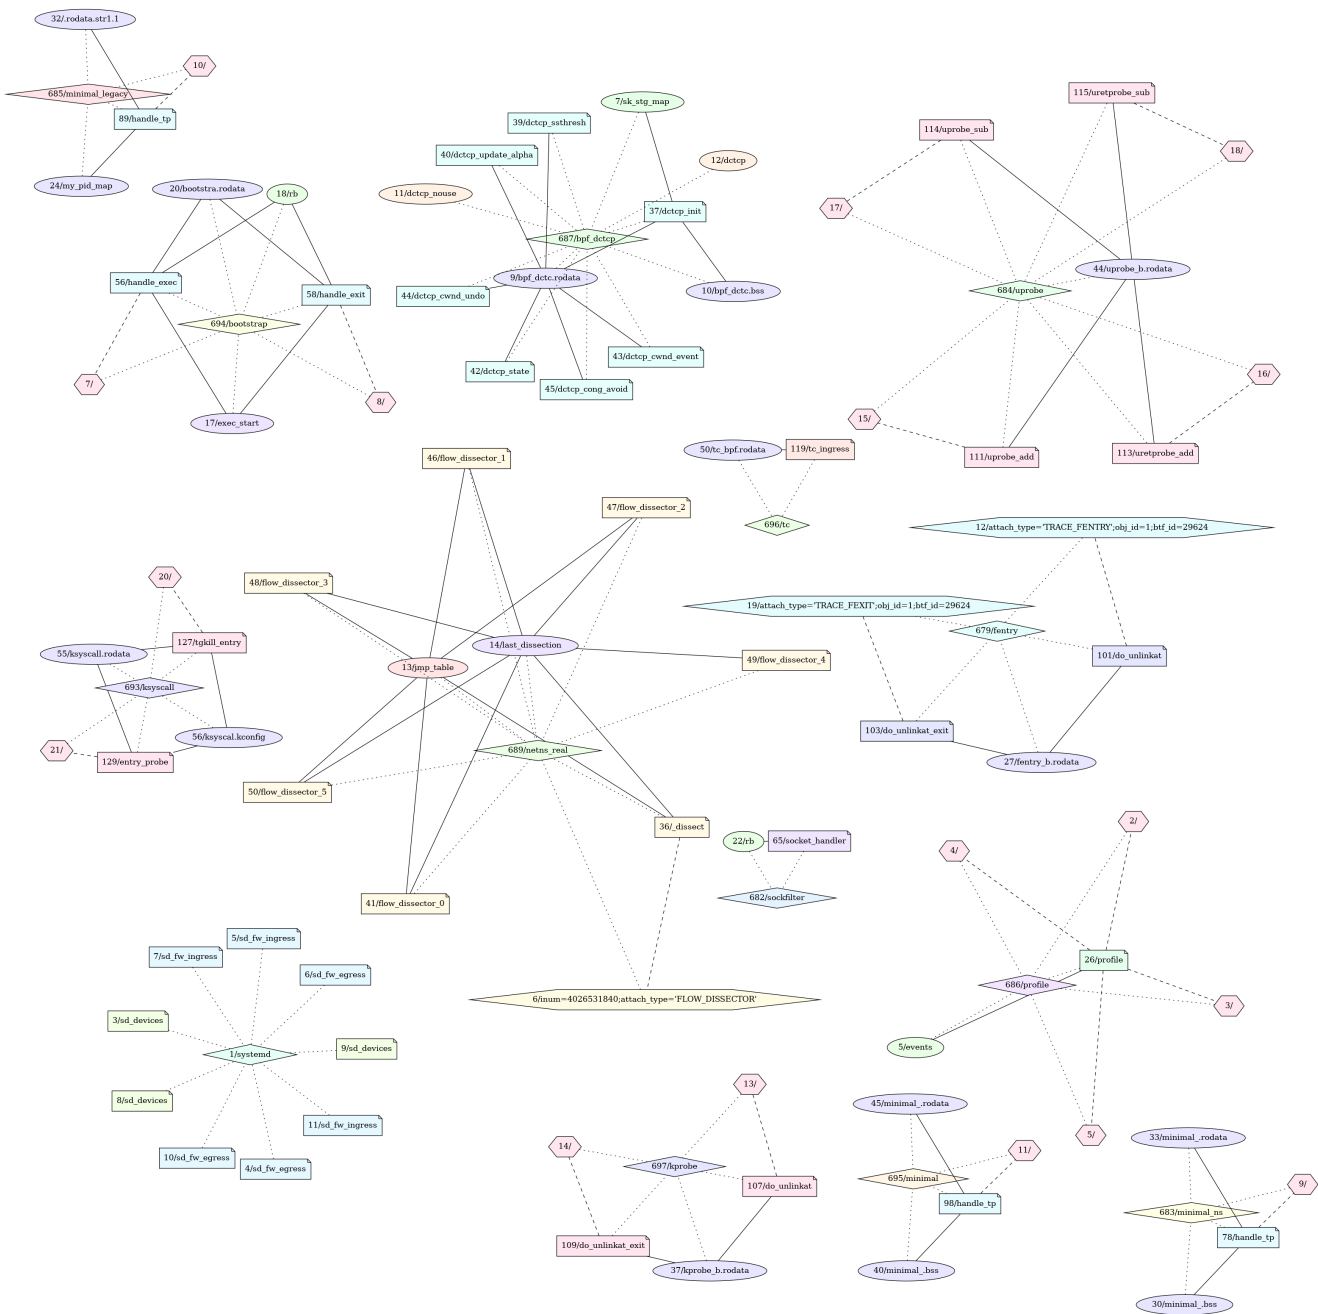 32/.rodata.str1.1
10/
685/minimal_legacy
89/handle_tp
24/my_pid_map
20/bootstra.rodata
18/rb
56/handle_exec
58/handle_exit
694/bootstrap
7/
8/
17/exec_start
7/sk_stg_map
39/dctcp_ssthresh
40/dctcp_update_alpha
12/dctcp
11/dctcp_nouse
37/dctcp_init
687/bpf_dctcp
9/bpf_dctc.rodata
44/dctcp_cwnd_undo
10/bpf_dctc.bss
43/dctcp_cwnd_event
42/dctcp_state
45/dctcp_cong_avoid
115/uretprobe_sub
114/uprobe_sub
18/
17/
44/uprobe_b.rodata
684/uprobe
16/
15/
111/uprobe_add
113/uretprobe_add
46/flow_dissector_1
50/tc_bpf.rodata
119/tc_ingress
696/tc
47/flow_dissector_2
12/attach_type='TRACE_FENTRY';obj_id=1;btf_id=29624
19/attach_type='TRACE_FEXIT';obj_id=1;btf_id=29624
679/fentry
101/do_unlinkat
103/do_unlinkat_exit
27/fentry_b.rodata
20/
127/tgkill_entry
55/ksyscall.rodata
693/ksyscall
56/ksyscal.kconfig
21/
129/entry_probe
48/flow_dissector_3
14/last_dissection
49/flow_dissector_4
13/jmp_table
689/netns_real
50/flow_dissector_5
36/_dissect
41/flow_dissector_0
6/inum=4026531840;attach_type='FLOW_DISSECTOR'
22/rb
65/socket_handler
682/sockfilter
2/
4/
26/profile
686/profile
3/
5/events
5/
5/sd_fw_ingress
7/sd_fw_ingress
6/sd_fw_egress
3/sd_devices
9/sd_devices
1/systemd
8/sd_devices
11/sd_fw_ingress
10/sd_fw_egress
4/sd_fw_egress
13/
14/
697/kprobe
107/do_unlinkat
109/do_unlinkat_exit
37/kprobe_b.rodata
45/minimal_.rodata
11/
695/minimal
98/handle_tp
40/minimal_.bss
33/minimal_.rodata
9/
683/minimal_ns
78/handle_tp
30/minimal_.bss